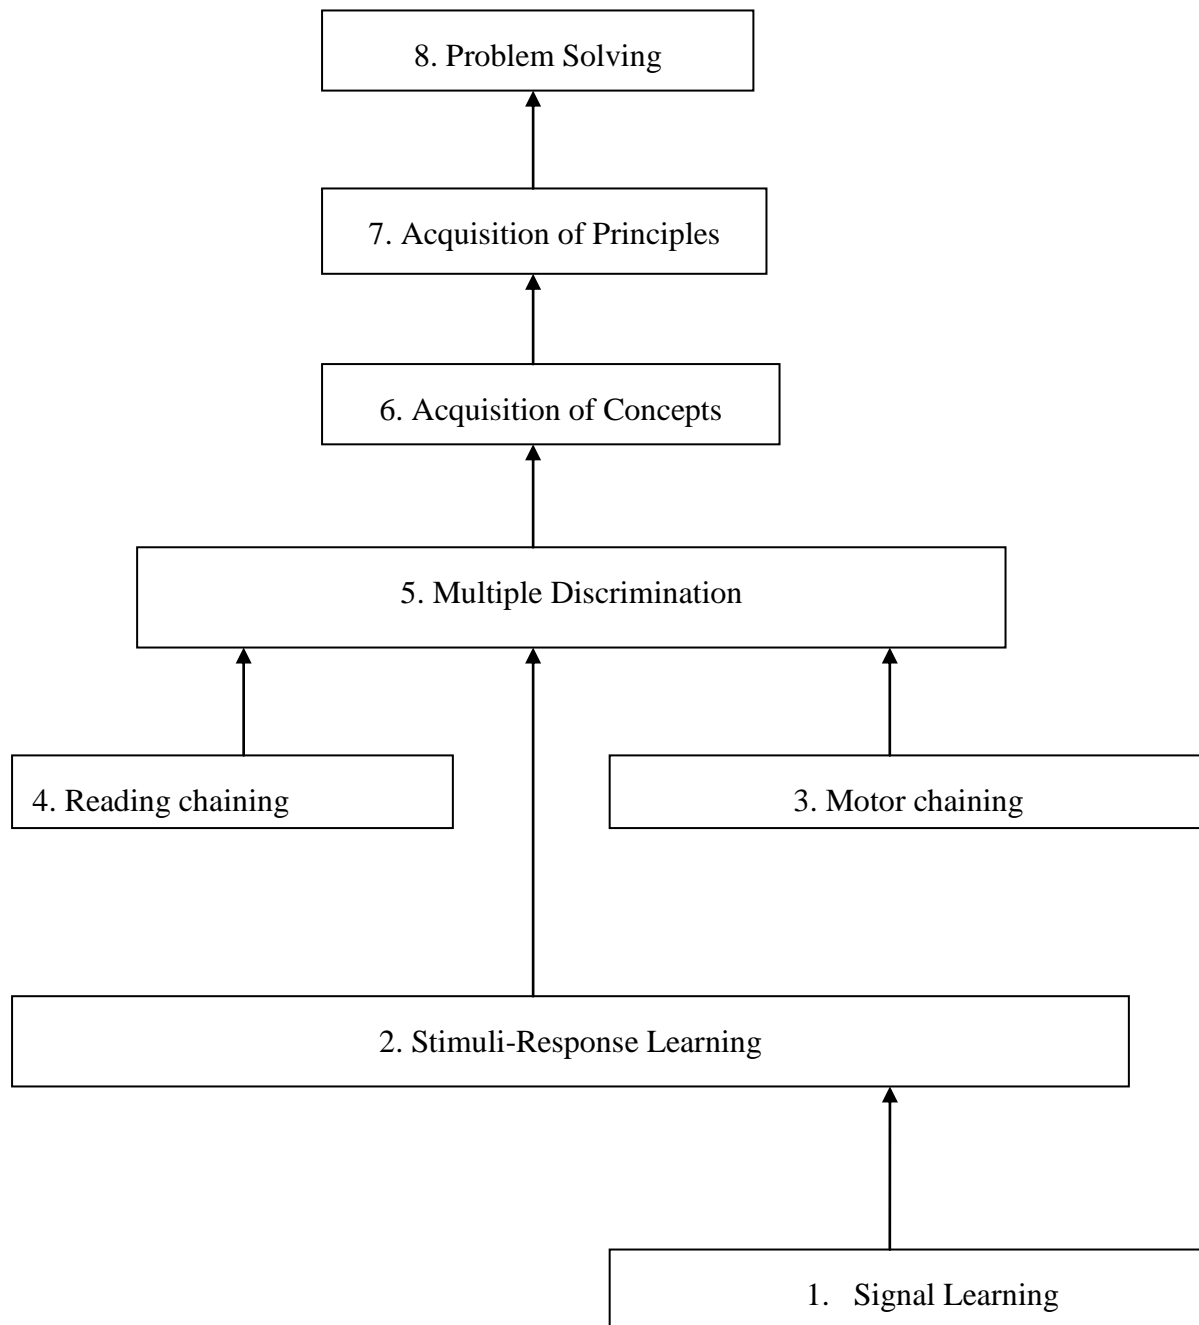 8. Problem Solving
7. Acquisition of Principles
6. Acquisition of Concepts
5. Multiple Discrimination
4. Reading chaining
3. Motor chaining
2. Stimuli-Response Learning
1. Signal Learning